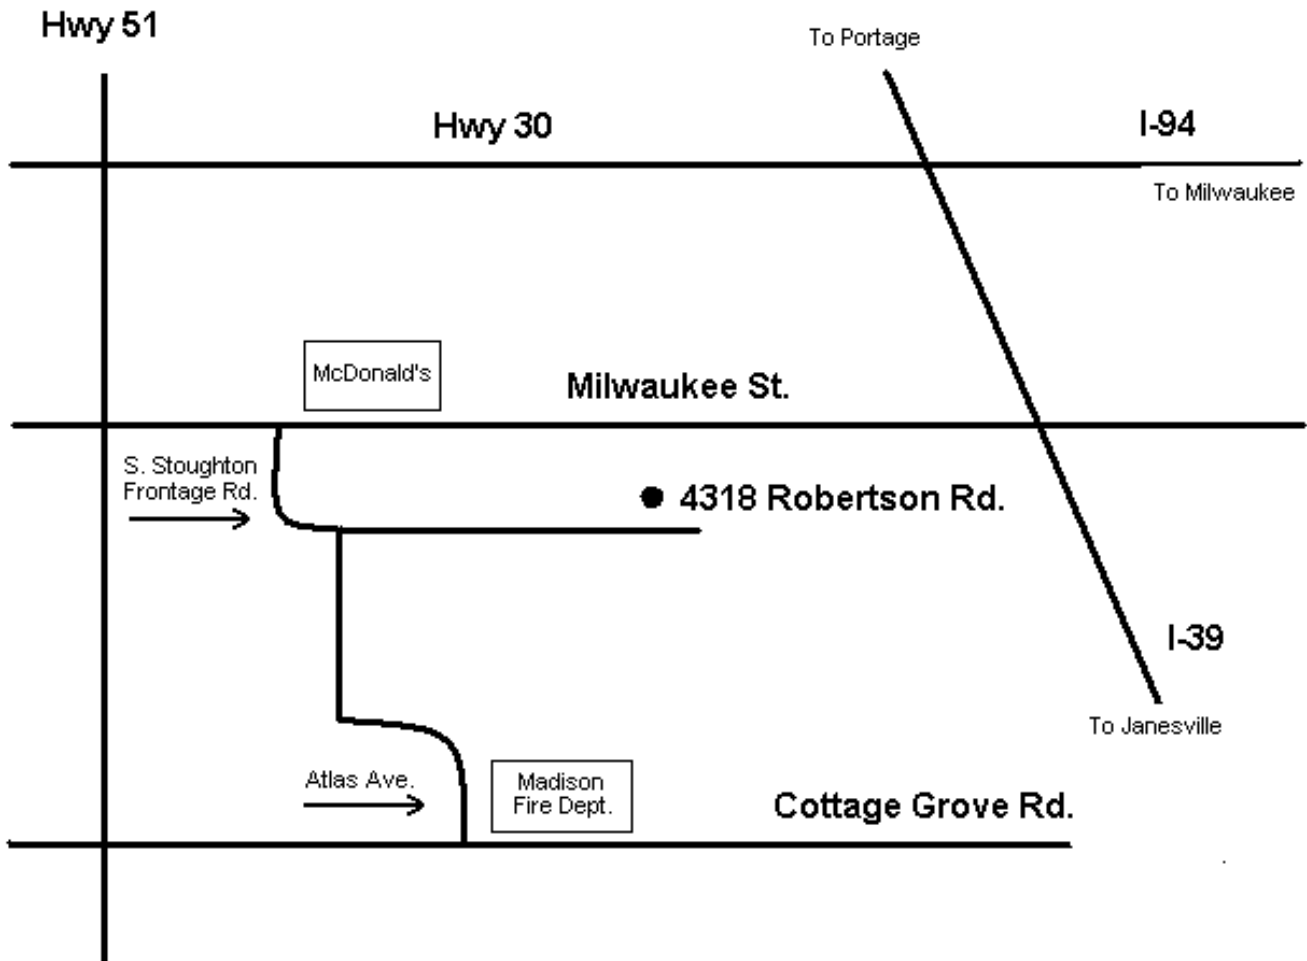 Hwy 51
To Portage
Hwy 30
I-94
To Milwaukee
McDonald's
Milwaukee St.
S. Stoughton
Frontage Rd.
4318 Robertson Rd.
I-39
To Janesville
Atlas Ave.
Madison
Fire Dept.
Cottage Grove Rd.